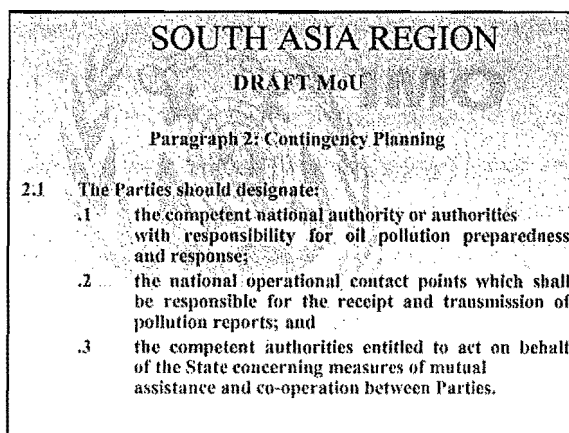 SOUTH ASIA REGION
DRAFT MoU
IMO
Paragraph 2: Contingency Planning
2.1 The Parties should designate:
.1 the competent national authority or authorities
with responsibility for oil pollution preparedness
and response;
.2 the national operational contact points which shall
be responsible for the receipt and transmission of
pollution reports; and
.3 the competent authorities entitled to act on behalf
of the State concerning measures of mutual
assistance and co-operation between Parties.